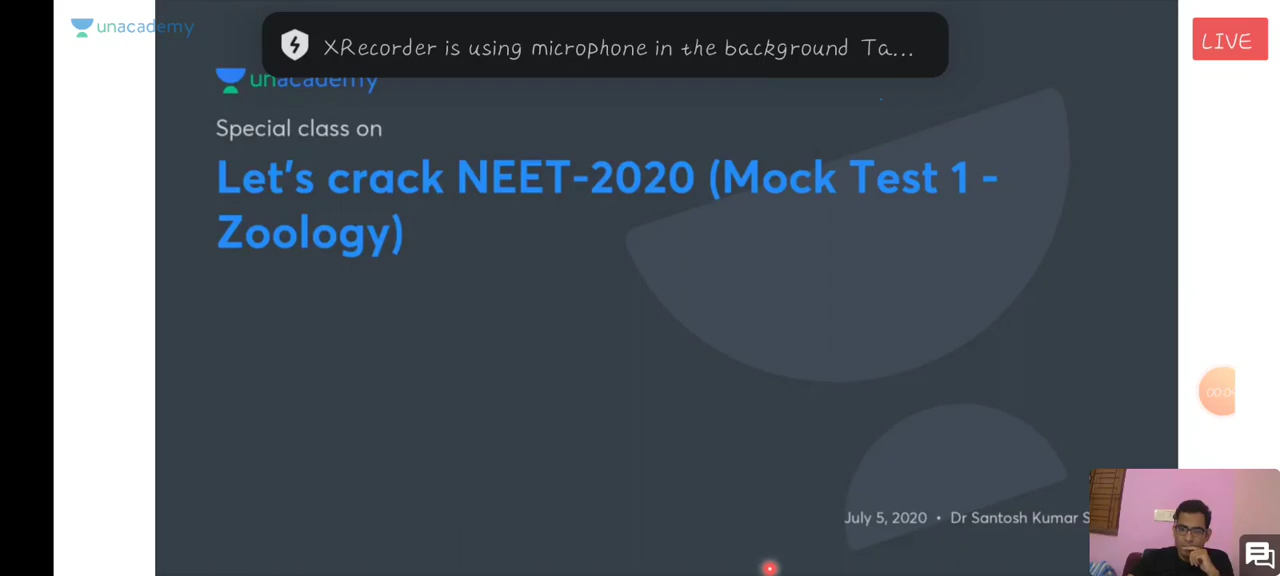 unacademy
LIVE
XRecorder is using microphone in the background Ta...
unacademy
Special class on
Let's crack NEET-2020 (Mock Test 1 -
Zoology)
July 5, 2020 • Dr Santosh Kumar S